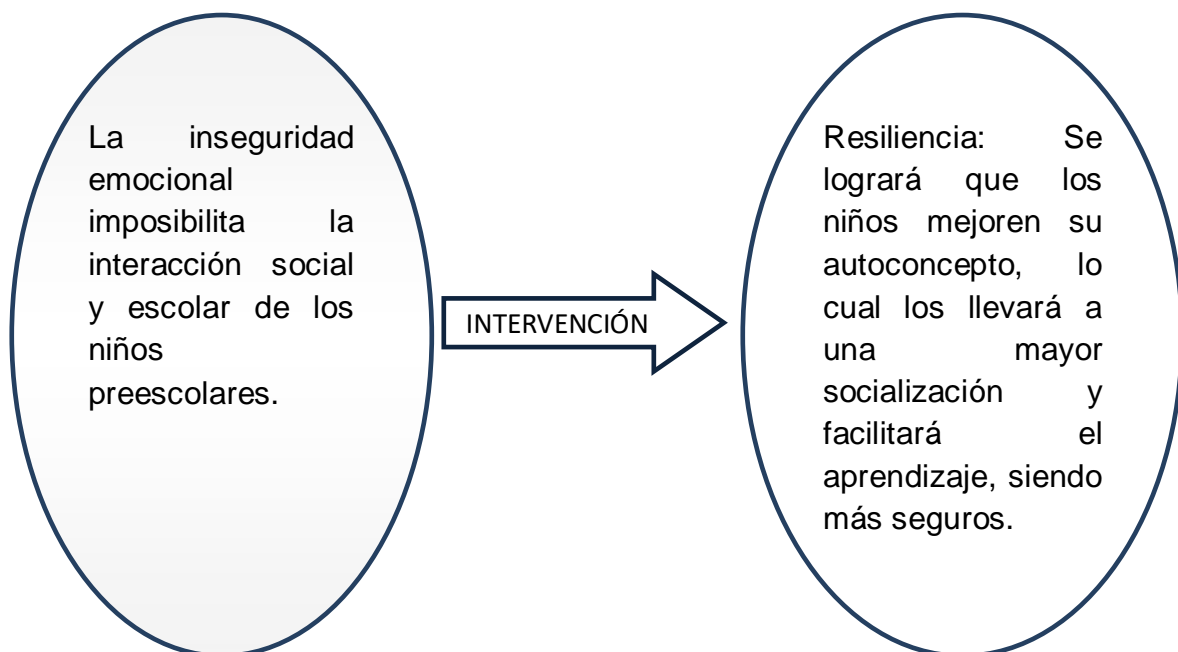 La inseguridad
emocional
imposibilita la
interacción social
y escolar de los
niños
preescolares.
INTERVENCIÓN
Resiliencia: Se
logrará que los
niños mejoren su
autoconcepto, lo
cual los llevará a
una mayor
socialización y
facilitará el
aprendizaje, siendo
más seguros.